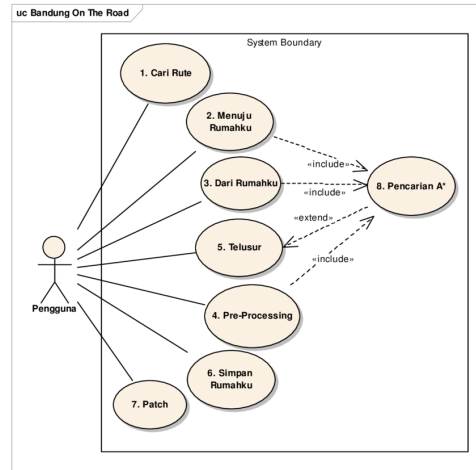 uc Bandung On The Road
System Boundary
1. Cari Rute
2. Menuju
Rumahku
«include»
3. Dari Rumahku
«include»
8. Pencarian A*
«extend»
5. Telusur
«include»
Pengguna
4. Pre-Processing
6. Simpan
Rumahku
7. Patch